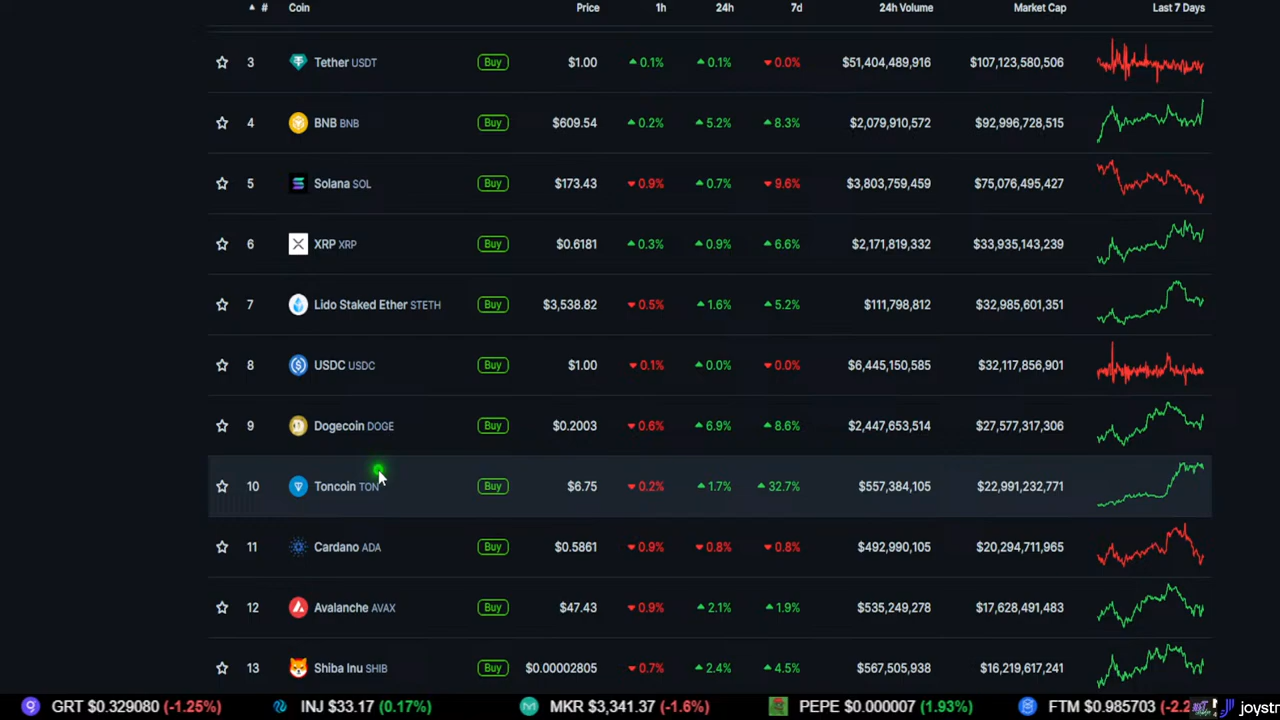 # Coin Price 1h 24h 7d 24h Volume Market Cap Last 7 Days
3 Tether USDT Buy $1.00 0.1% 0.1% 0.0% $51,404,489,916 $107,123,580,506
4 BNB BNB Buy $609.54 0.2% 5.2% 8.3% $2,079,910,572 $92,996,728,515
5 Solana SOL Buy $173.43 0.9% 0.7% 9.6% $3,803,759,459 $75,076,495,427
6 XRP XRP Buy $0.6181 0.3% 0.9% 6.6% $2,171,819,332 $33,935,143,239
7 Lido Staked Ether STETH Buy $3,538.82 0.5% 1.6% 5.2% $111,798,812 $32,985,601,351
8 USDC USDC Buy $1.00 0.1% 0.0% 0.0% $6,445,150,585 $32,117,856,901
9 Dogecoin DOGE Buy $0.2003 0.6% 6.9% 8.6% $2,447,653,514 $27,577,317,306
10 Toncoin TON Buy $6.75 0.2% 1.7% 32.7% $557,384,105 $22,991,232,771
11 Cardano ADA Buy $0.5861 0.9% 0.8% 0.8% $492,990,105 $20,294,711,965
12 Avalanche AVAX Buy $47.43 0.9% 2.1% 1.9% $535,249,278 $17,628,491,483
13 Shiba Inu SHIB Buy $0.00002805 0.7% 2.4% 4.5% $567,505,938 $16,219,617,241
GRT $0.329080 (-1.25%) INJ $33.17 (0.17%) MKR $3,341.37 (-1.6%) PEPE $0.000007 (1.93%) FTM $0.985703 (-2.2 joystr